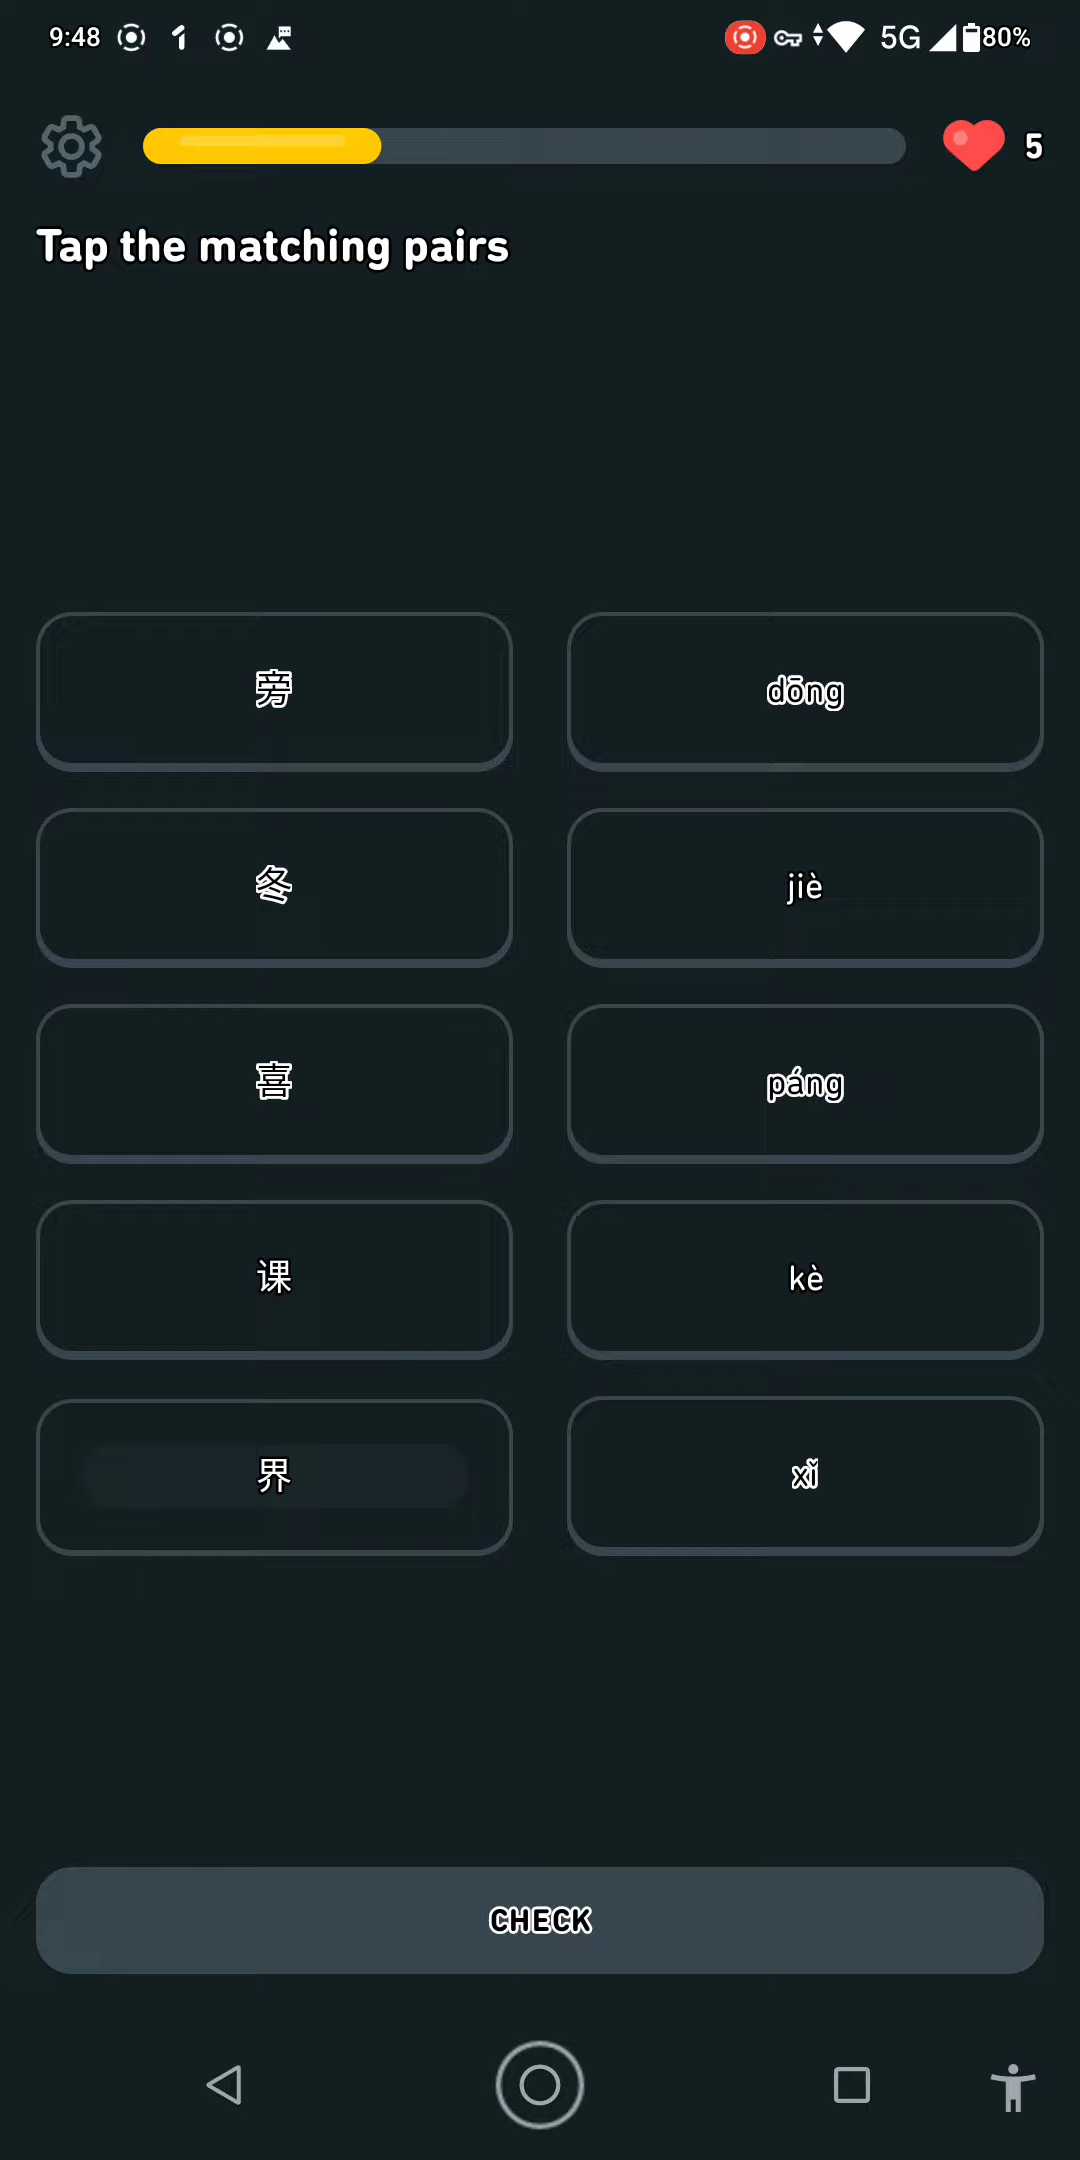 9:48
5G 80%
5
Tap the matching pairs
旁 dōng
冬 jiè
喜 páng
课 kè
界 xǐ
CHECK